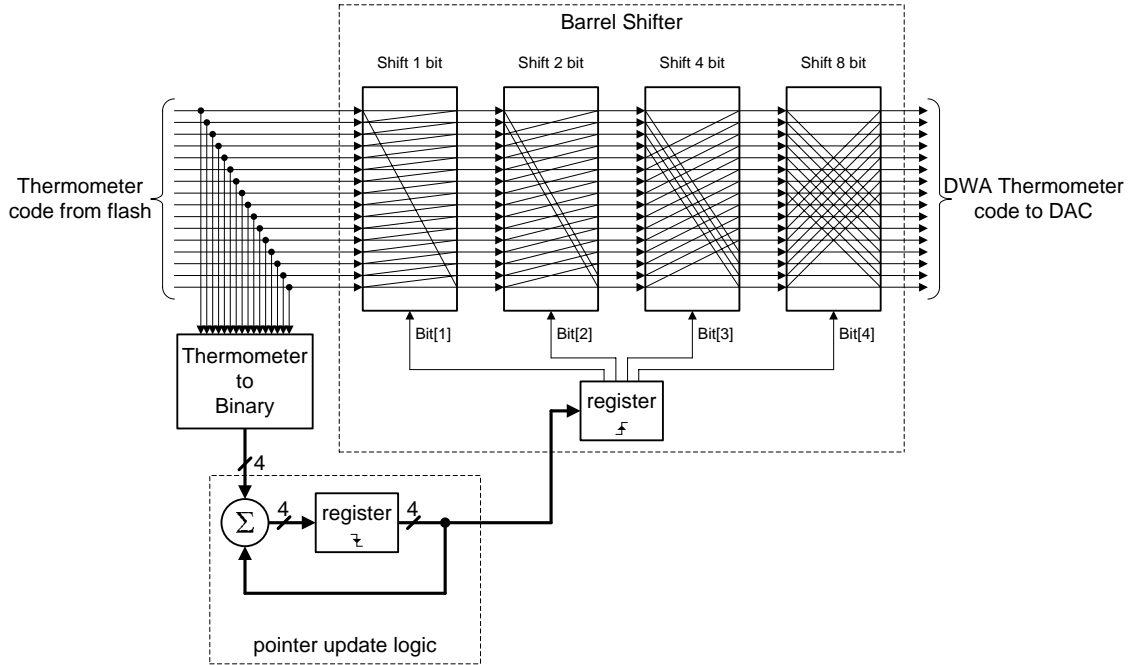 Barrel Shifter
Shift 1 bit
Shift 2 bit
Shift 4 bit
Shift 8 bit
Thermometer
code from flash
DWA Thermometer
code to DAC
Bit[1]
Bit[2]
Bit[3]
Bit[4]
Thermometer
to
Binary
register
4
4
register
4
Σ
pointer update logic